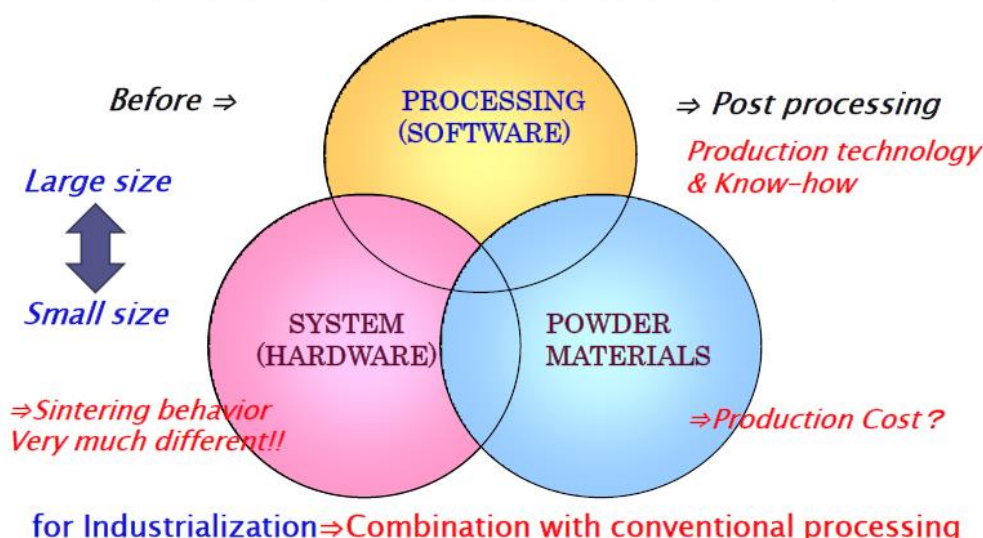 Before ⇒
PROCESSING
(SOFTWARE)
⇒ Post processing
Production technology
& Know-how
Large size
Small size
SYSTEM
(HARDWARE)
POWDER
MATERIALS
⇒Sintering behavior
Very much different!!
⇒Production Cost?
for Industrialization⇒Combination with conventional processing